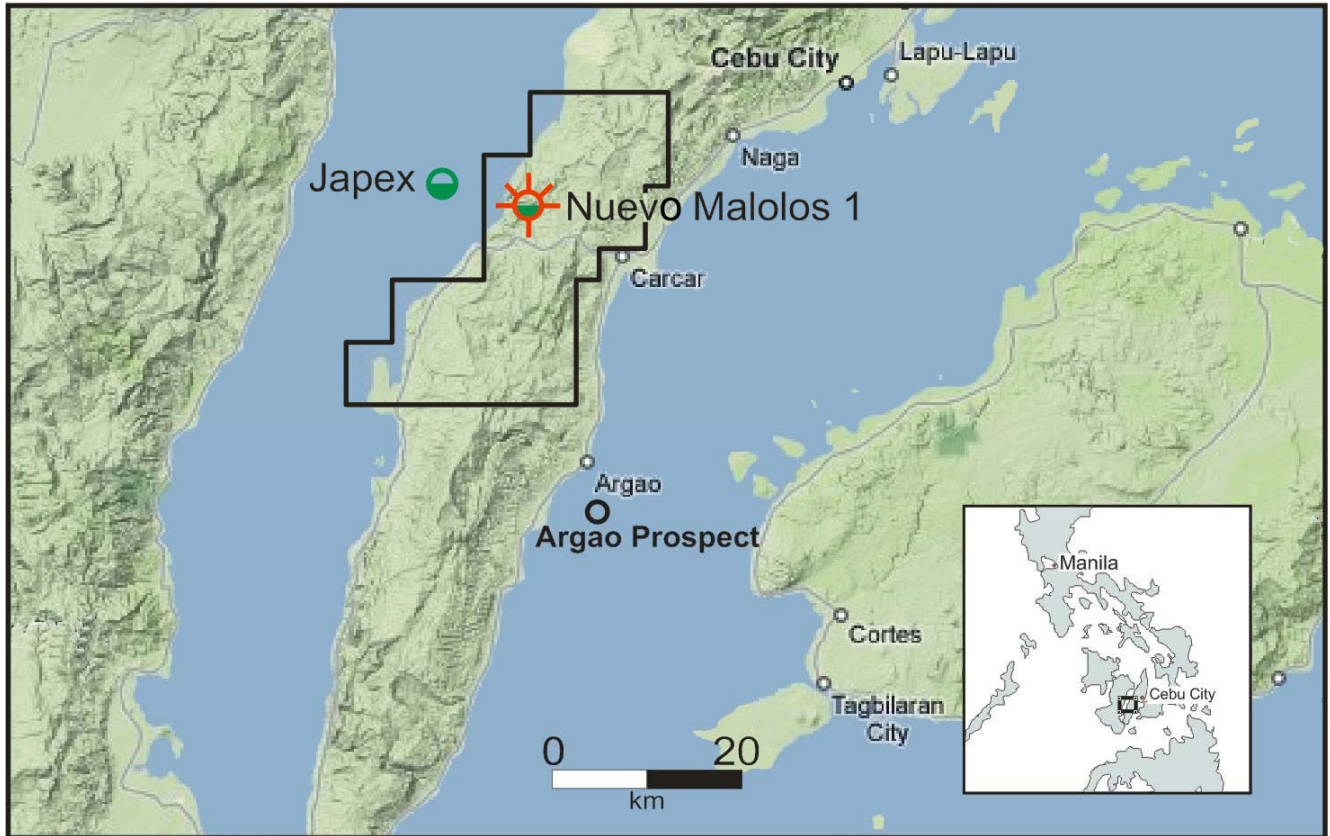 Cebu City
Lapu-Lapu
Naga
Japex
Nuevo Malolos 1
Carcar
Argao
Argao Prospect
Cortes
Tagbilaran
City
0 20
km
Manila
Cebu City